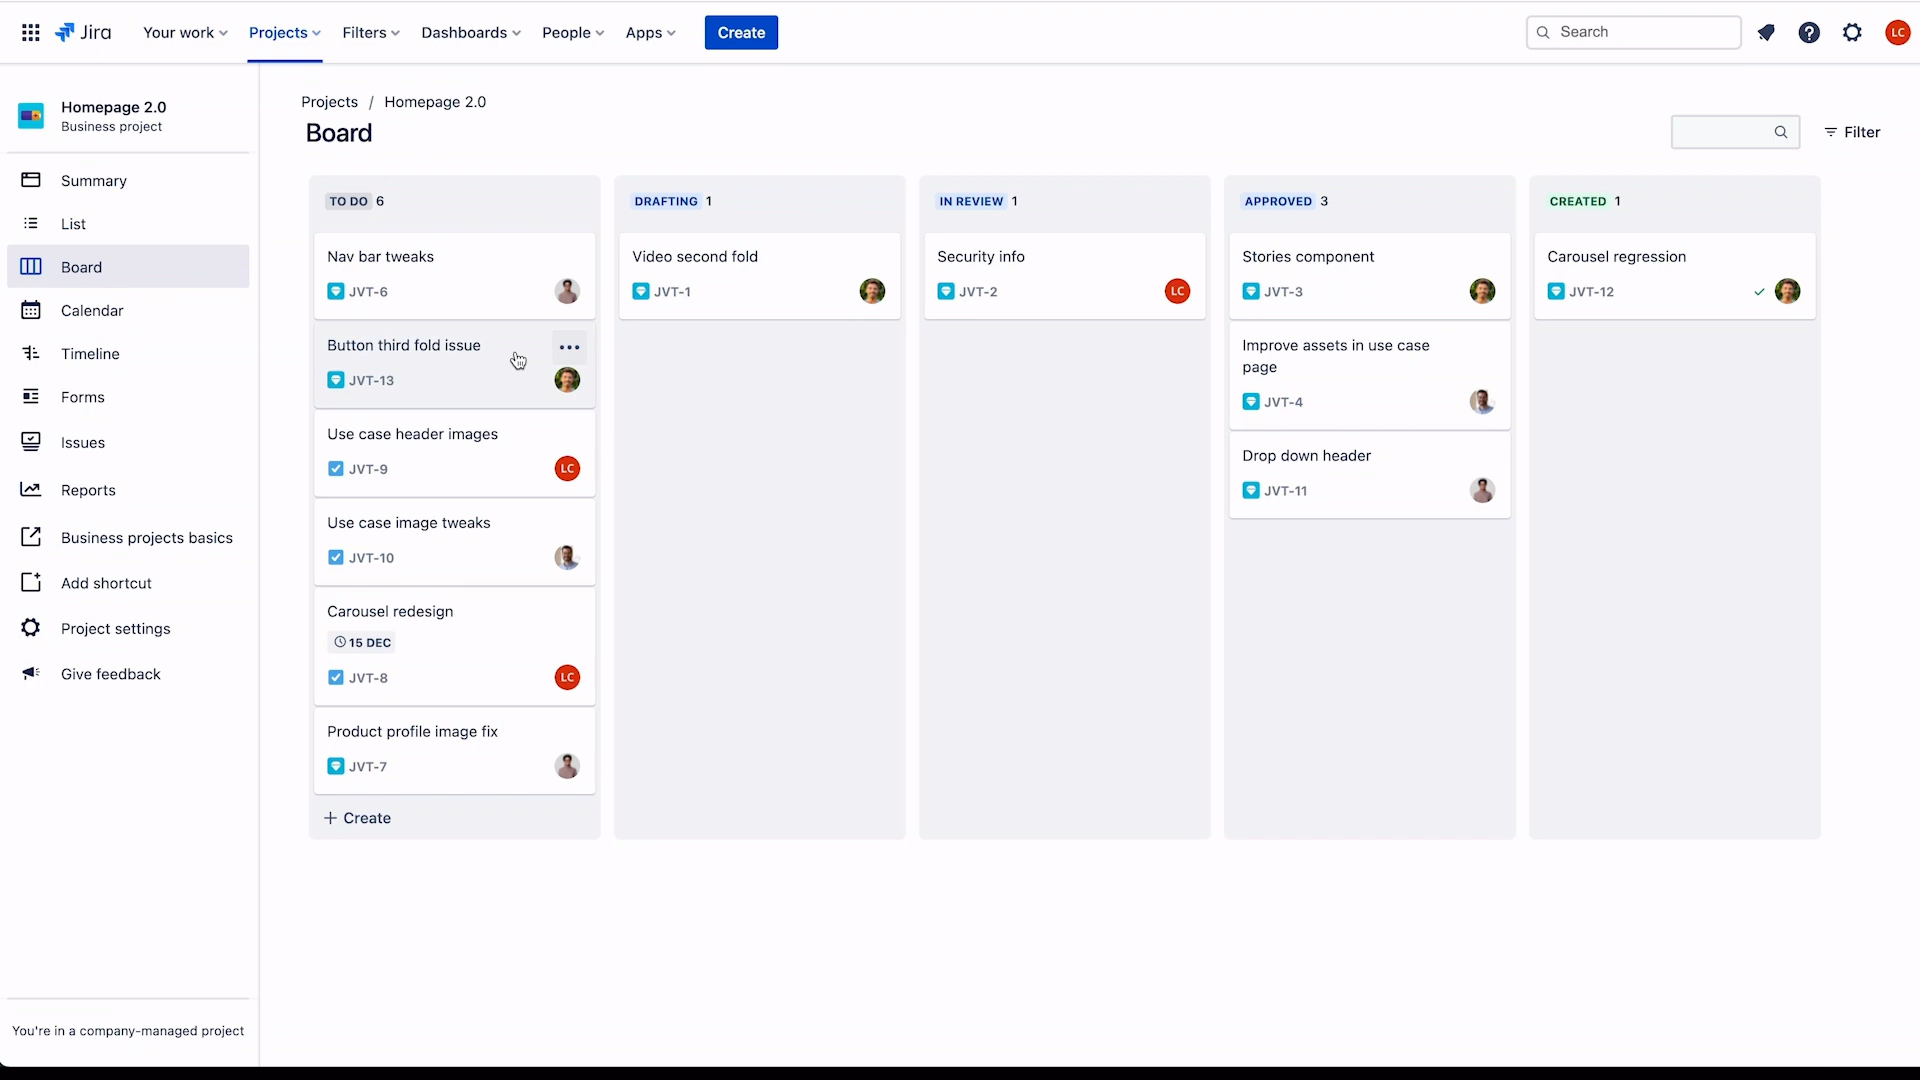 Jira
Your work
Projects
Filters
Dashboards
People
Apps
Create
Search
LC
Homepage 2.0
Business project
Summary
List
Board
Calendar
Timeline
Forms
Issues
Reports
Business projects basics
Add shortcut
Project settings
Give feedback
You're in a company-managed project
Projects / Homepage 2.0
Board
Filter
TO DO 6
Nav bar tweaks
JVT-6
Button third fold issue
JVT-13
Use case header images
JVT-9
LC
Use case image tweaks
JVT-10
Carousel redesign
15 DEC
JVT-8
LC
Product profile image fix
JVT-7
+ Create
DRAFTING 1
Video second fold
JVT-1
IN REVIEW 1
Security info
JVT-2
LC
APPROVED 3
Stories component
JVT-3
Improve assets in use case
page
JVT-4
Drop down header
JVT-11
CREATED 1
Carousel regression
JVT-12